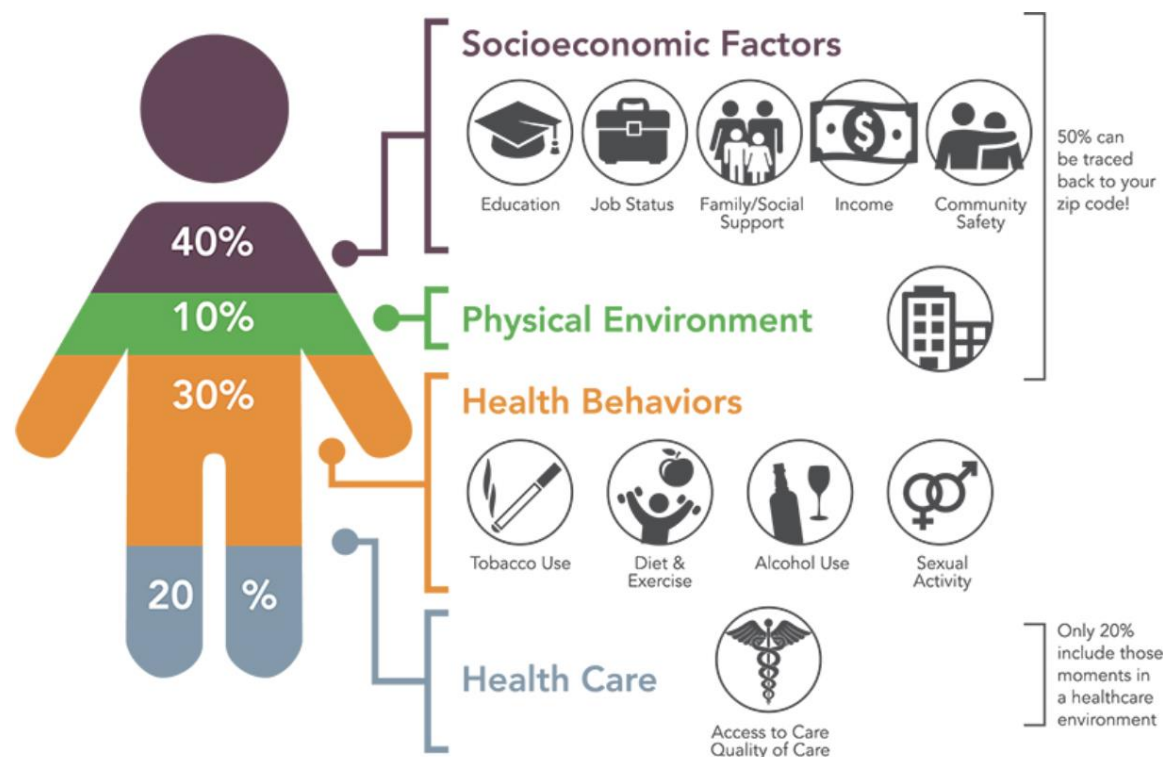 Socioeconomic Factors
Education
Job Status
Family/Social
Support
Income
Community
Safety
50% can
be traced
back to your
zip code!
40%
10%
Physical Environment
30%
Health Behaviors
Tobacco Use
Diet &
Exercise
Alcohol Use
Sexual
Activity
20 %
Health Care
Access to Care
Quality of Care
Only 20%
include those
moments in
a healthcare
environment
$